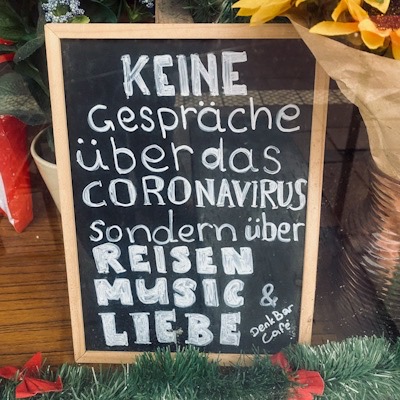 KEINE
Gespräche
über das
CORONAVIRUS
sondern über
REISEN
MUSIC &
LIEBE
DenkBar
Café